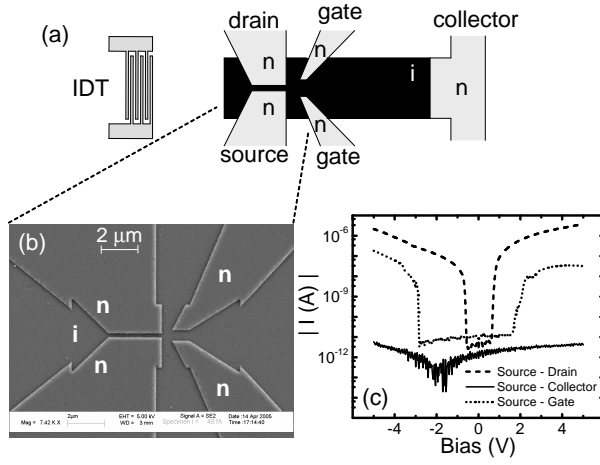 (a)
drain
gate
collector
n
n
i
IDT
n
n
n
source
gate
(b)
2 μm
n
n
i
n
n
Mag = 7.42 K X
2μm
EHT = 5.00 kV
WD = 3 mm
Signal A = SE2
Date :14 Apr 2005
Time :17:14:40
| I (A) |
10^-6
10^-9
10^-12
Source - Drain
Source - Collector
Source - Gate
(c)
-4 -2 0 2 4
Bias (V)